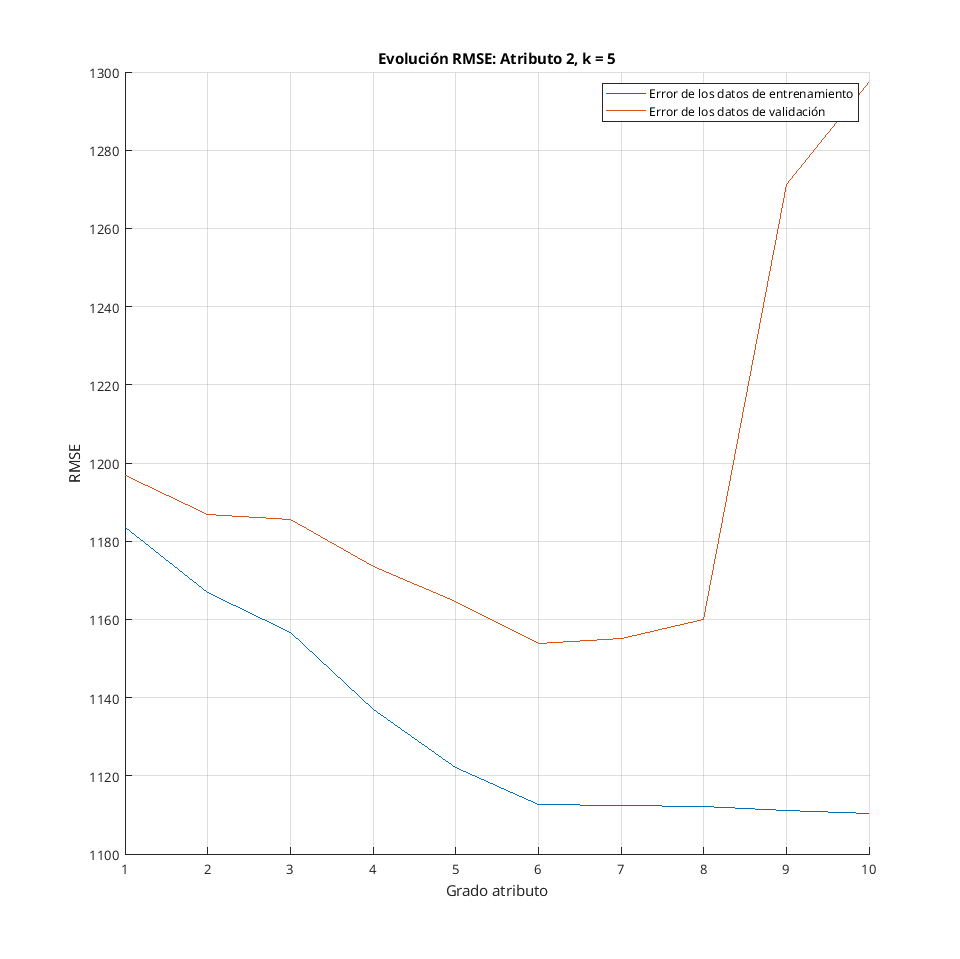 Evolución RMSE: Atributo 2, k = 5
Error de los datos de entrenamiento
Error de los datos de validación
1300
1280
1260
1240
1220
1200
1180
1160
1140
1120
1100
RMSE
1 2 3 4 5 6 7 8 9 10
Grado atributo